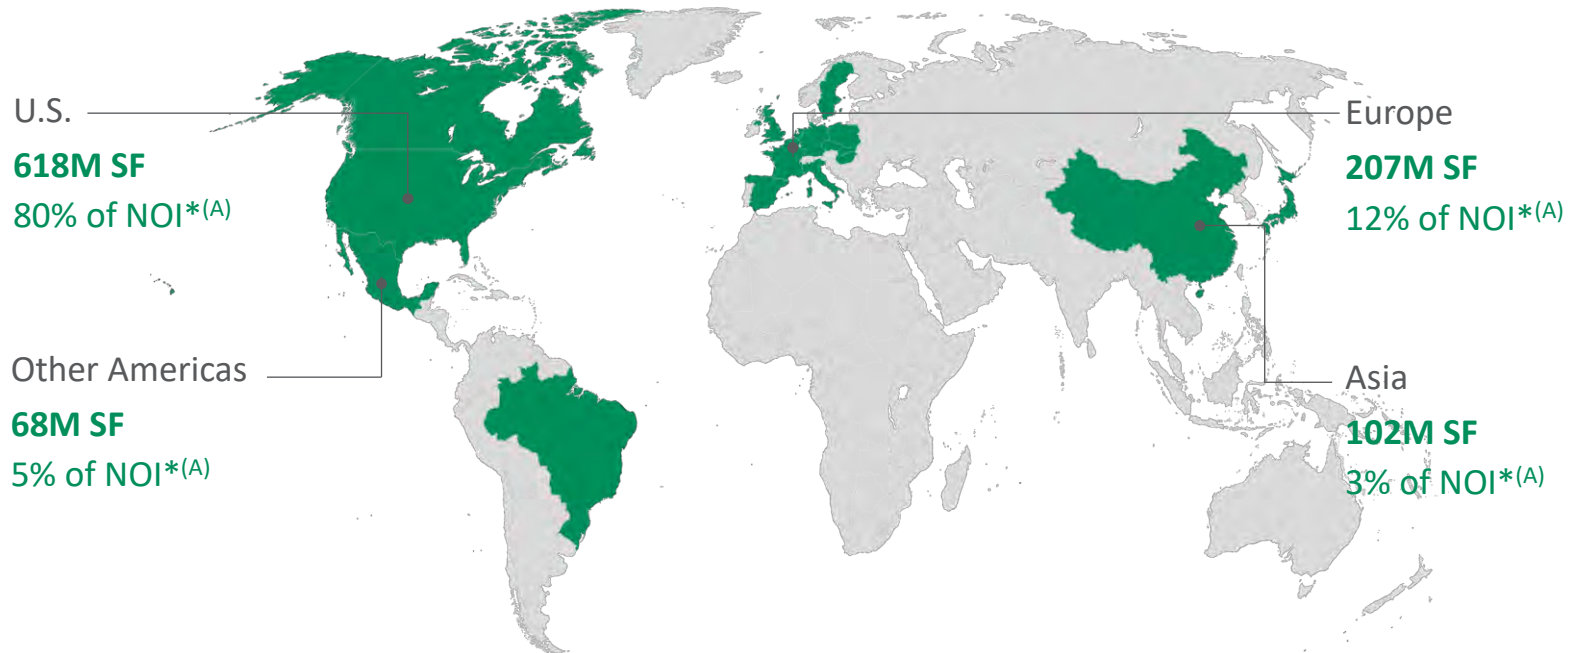 U.S.
618M SF
80% of NOI*(A)
Other Americas
68M SF
5% of NOI*(A)
Europe
207M SF
12% of NOI*(A)
Asia
102M SF
3% of NOI*(A)